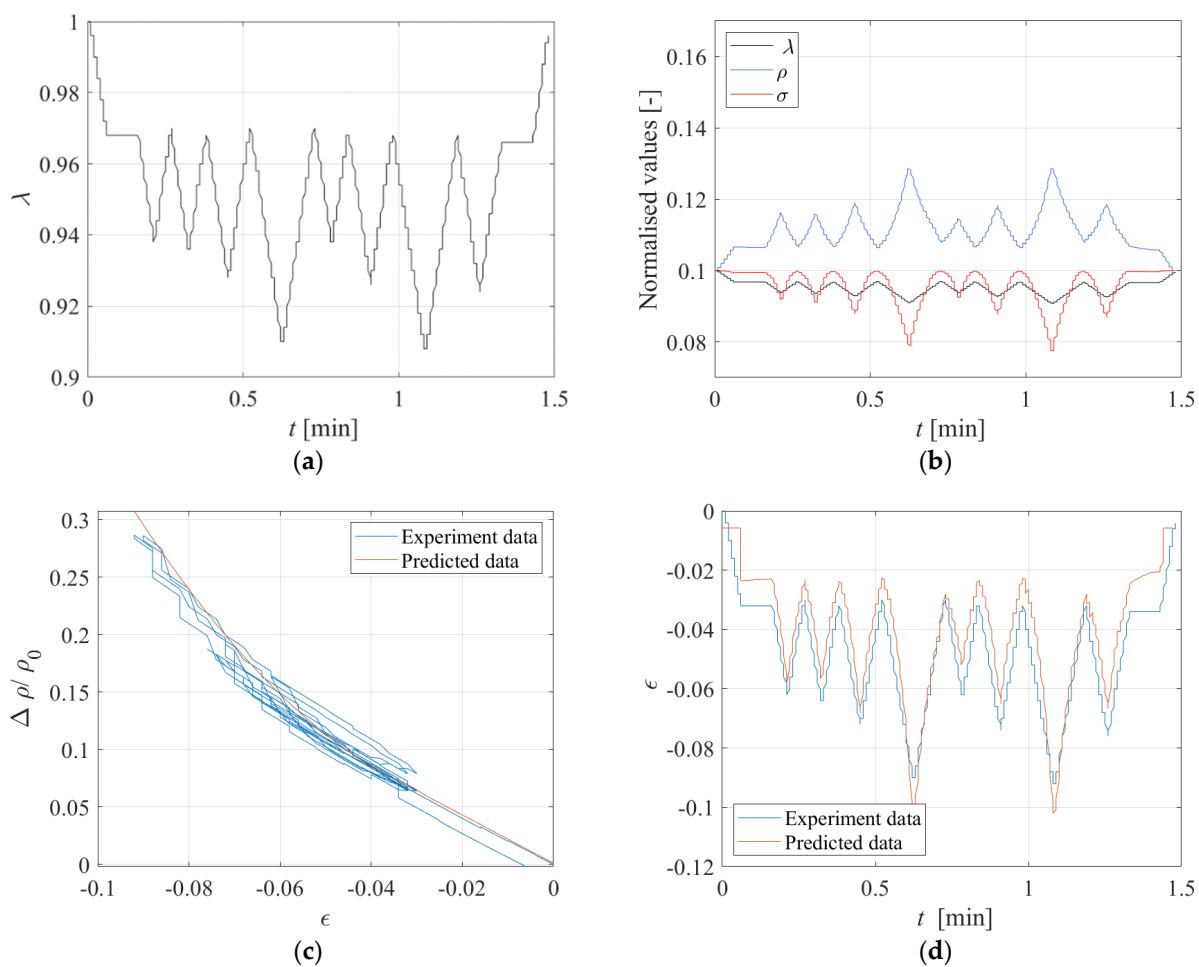 1
0.98
0.96
0.94
0.92
0.9
λ
0
0.5
1
1.5
t [min]
(a)
0.16
0.14
0.12
0.1
0.08
Normalised values [-]
λ
ρ
σ
0
0.5
1
1.5
t [min]
(b)
0.3
0.25
0.2
0.15
0.1
0.05
0
Δ ρ/ ρ0
Experiment data
Predicted data
-0.1
-0.08
-0.06
-0.04
-0.02
0
ϵ
(c)
0
-0.02
-0.04
-0.06
-0.08
-0.1
-0.12
ϵ
Experiment data
Predicted data
0
0.5
1
1.5
t [min]
(d)